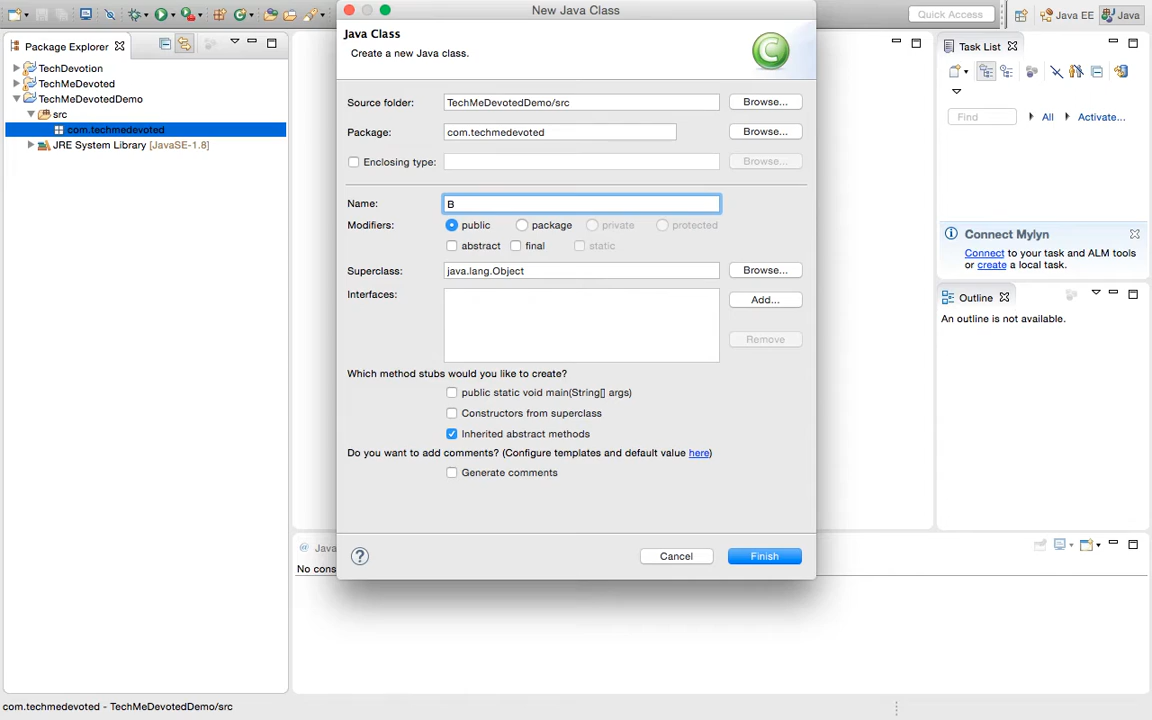 New Java Class
Quick Access
Java EE
Java
Package Explorer
TechDevotion
TechMeDevoted
TechMeDevotedDemo
src
com.techmedevoted
JRE System Library [JavaSE-1.8]
Java Class
Create a new Java class.
Source folder:
TechMeDevotedDemo/src
Browse...
Package:
com.techmedevoted
Browse...
Enclosing type:
Browse...
Name:
B
Modifiers:
public
package
private
protected
abstract
final
static
Superclass:
java.lang.Object
Browse...
Interfaces:
Add...
Remove
Which method stubs would you like to create?
public static void main(String[] args)
Constructors from superclass
Inherited abstract methods
Do you want to add comments? (Configure templates and default value here)
Generate comments
?
Cancel
Finish
Task List
Find
All
Activate...
Connect Mylyn
Connect to your task and ALM tools
or create a local task.
Outline
An outline is not available.
@ Java
No cons
com.techmedevoted - TechMeDevotedDemo/src